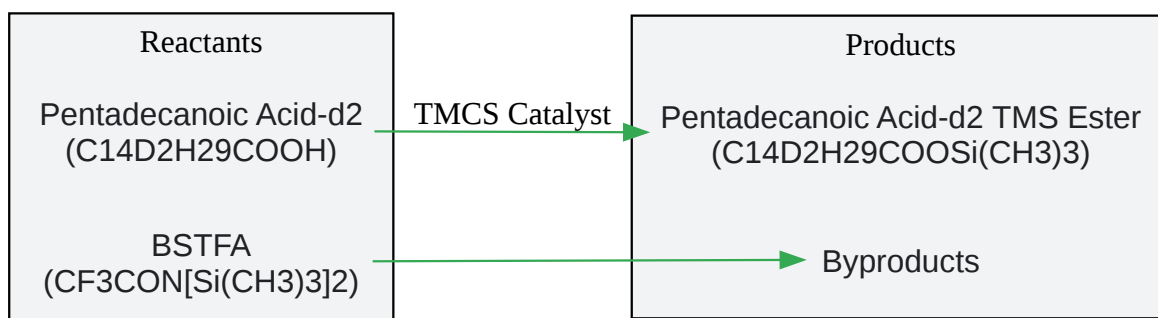 Reactants
Pentadecanoic Acid-d2
(C14D2H29COOH)
BSTFA
(CF3CON[Si(CH3)3]2)
TMCS Catalyst
Products
Pentadecanoic Acid-d2 TMS Ester
(C14D2H29COOSi(CH3)3)
Byproducts